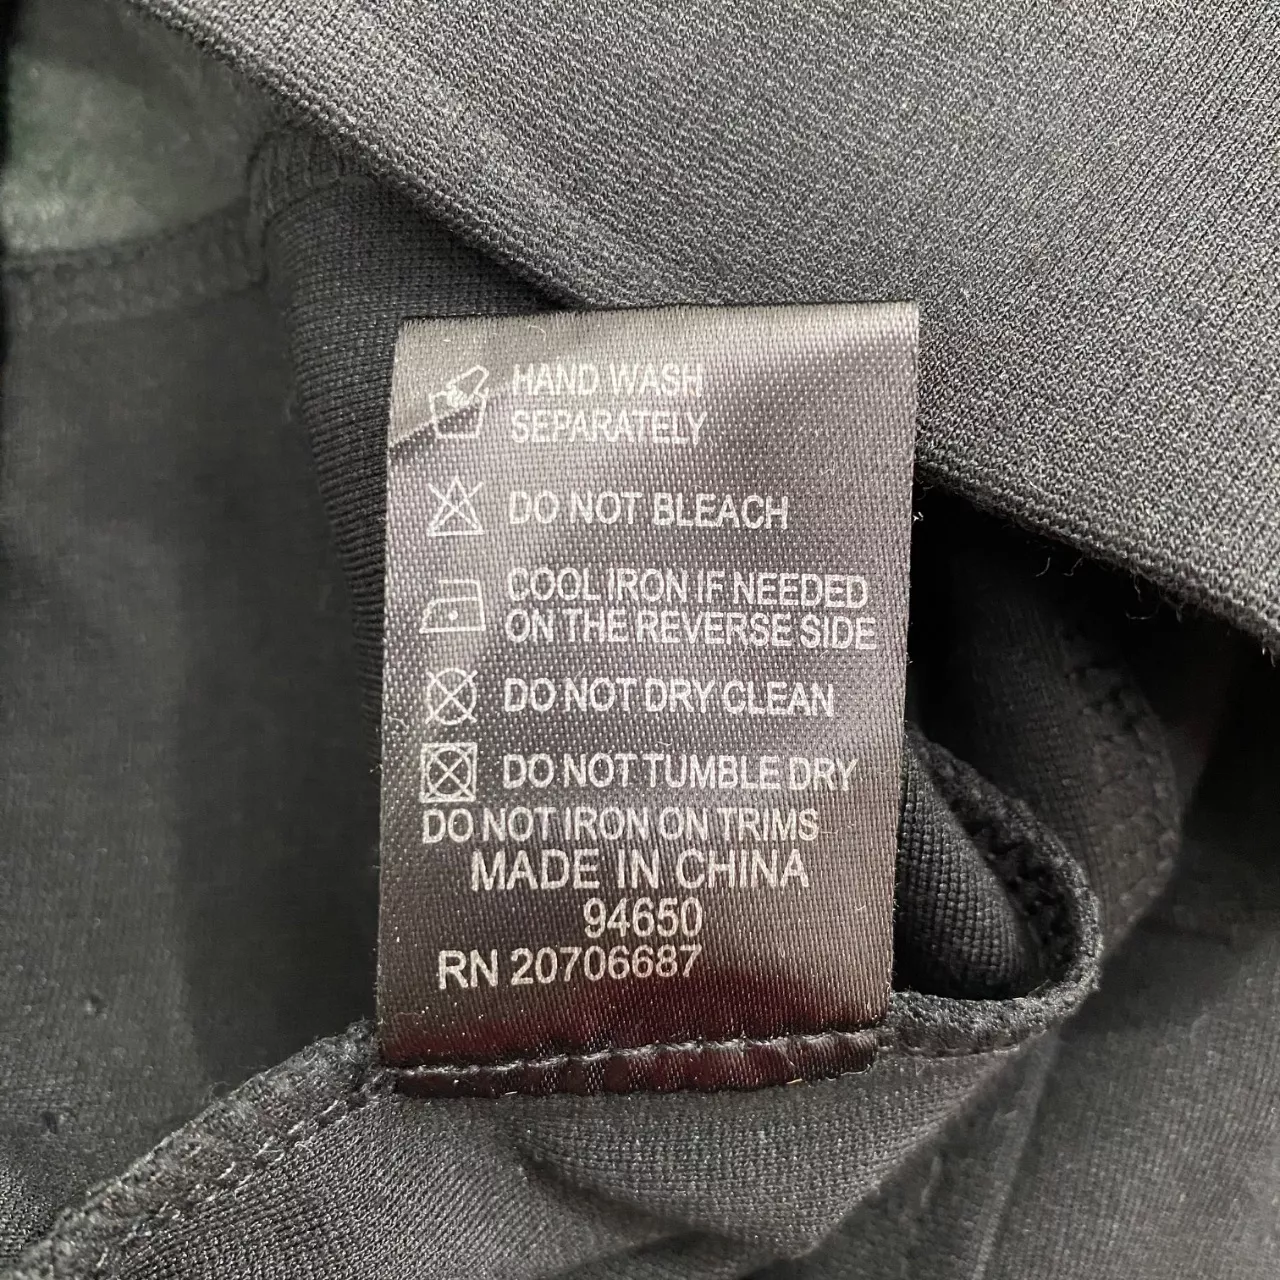 HAND WASH
SEPARATELY
DO NOT BLEACH
COOL IRON IF NEEDED
ON THE REVERSE SIDE
DO NOT DRY CLEAN
DO NOT TUMBLE DRY
DO NOT IRON ON TRIMS
MADE IN CHINA
94650
RN 20706687